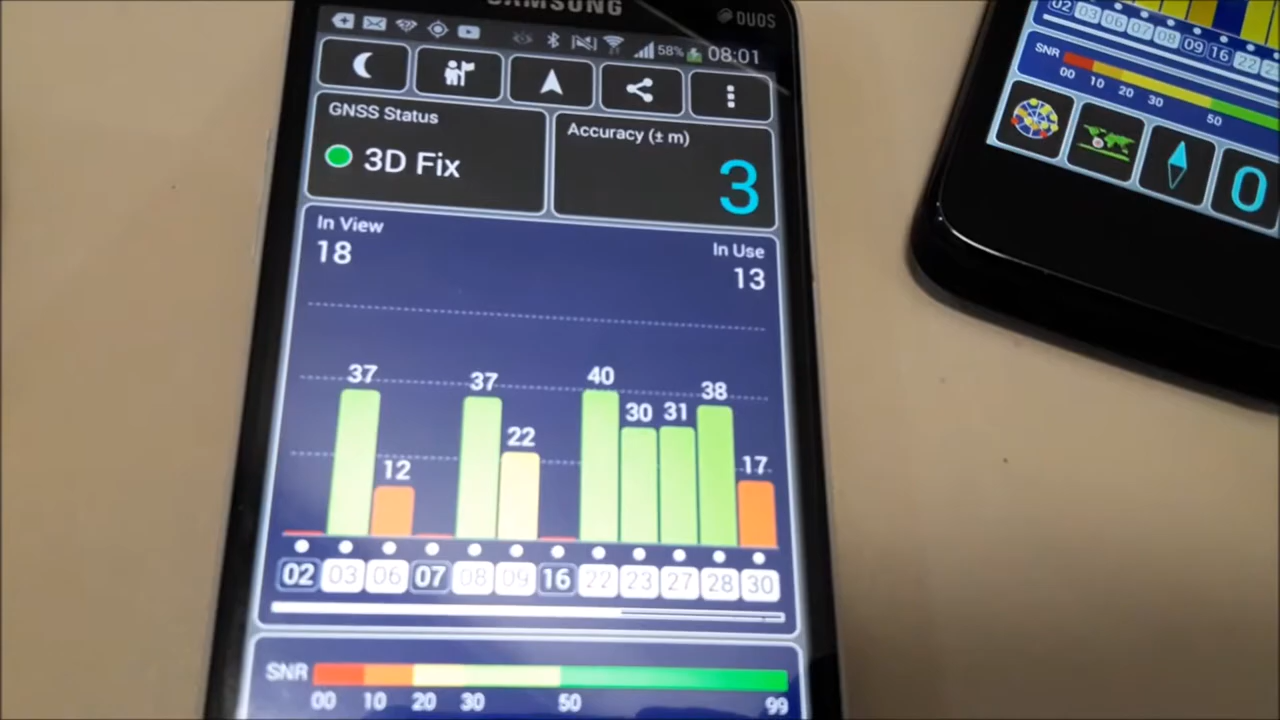 SAMSUNG
DUOS
58% 08:01
GNSS Status
3D Fix
Accuracy (± m)
3
In View
18
In Use
13
37 12 37 22 40 30 31 38 17
02 03 06 07 08 09 16 22 23 27 28 30
SNR
00 10 20 30 50 99
02 03 06 07 08 09 16 22
SNR
00 10 20 30 50
0